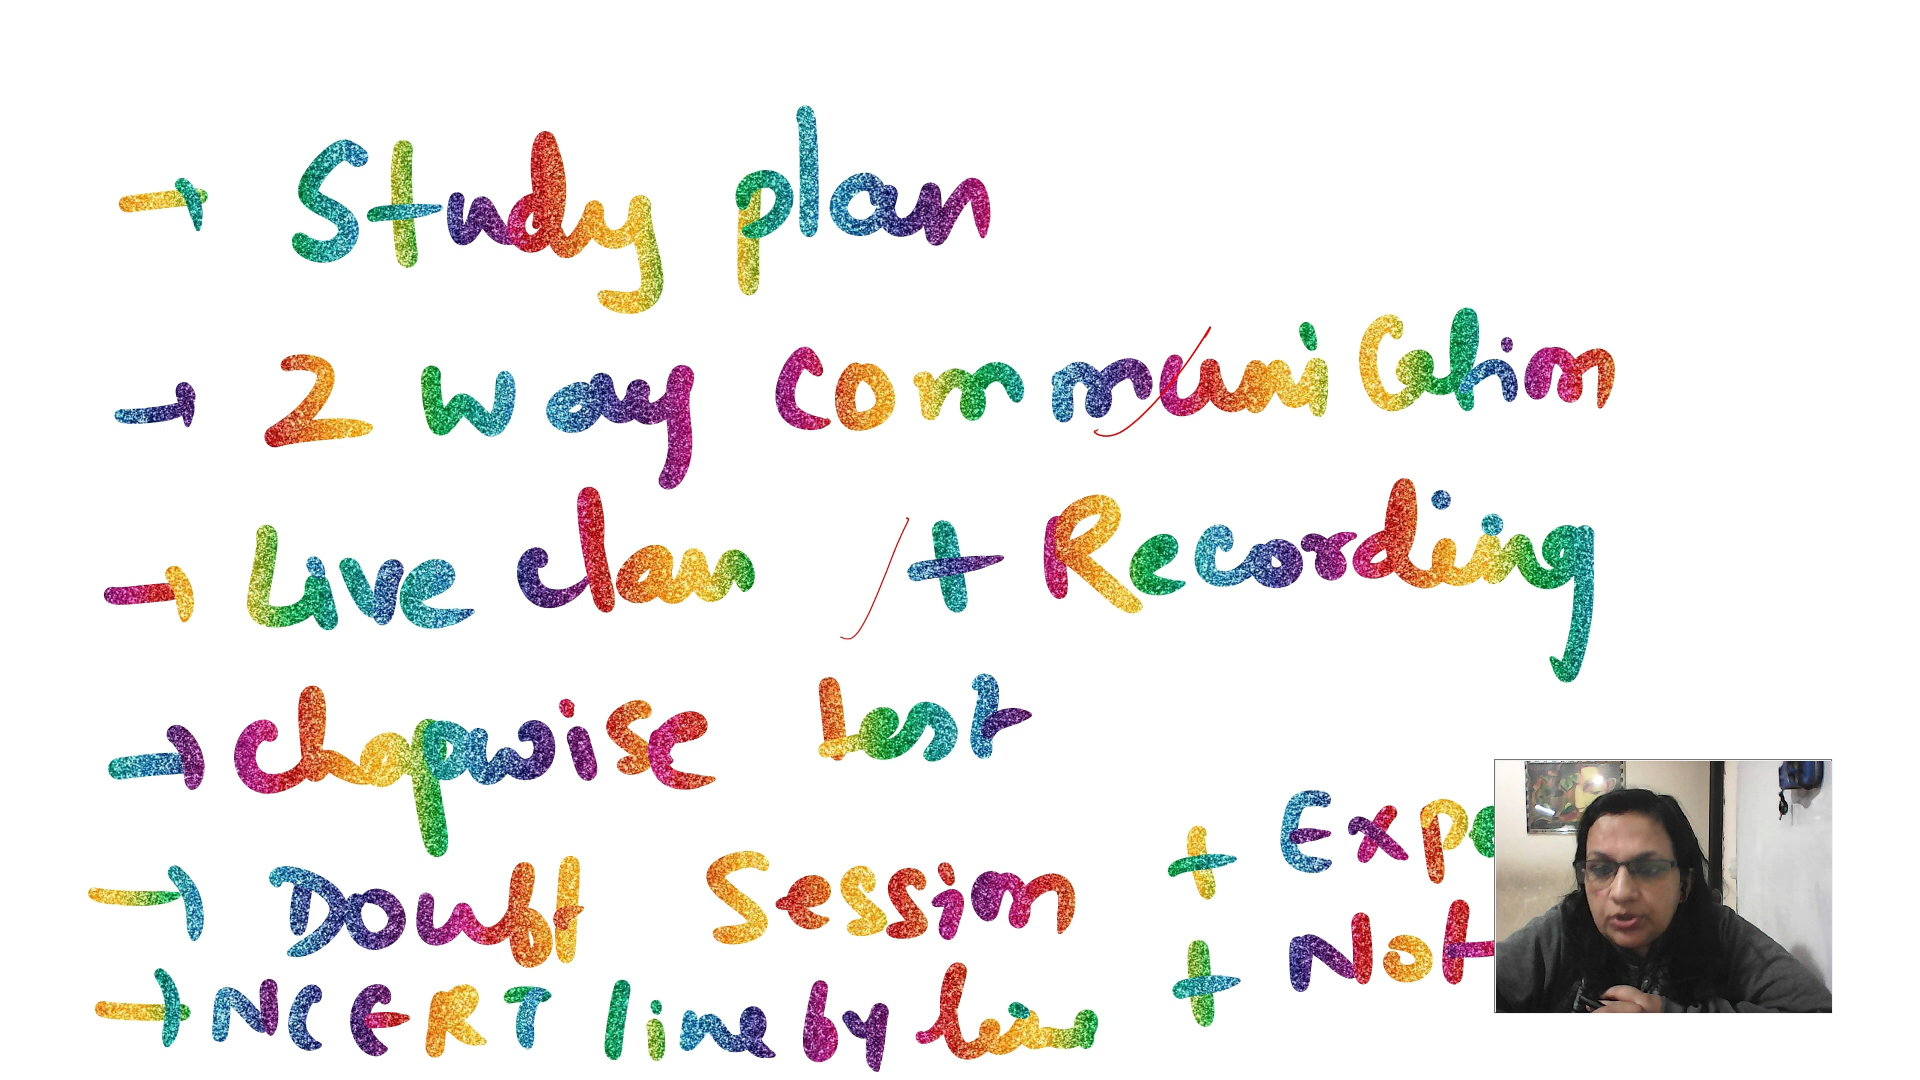 → Study plan
→ 2 way communication
→ Live class + Recording
→ chapwise test
→ Doubt Session
+ Expe
→ NCERT line by line
+ Not